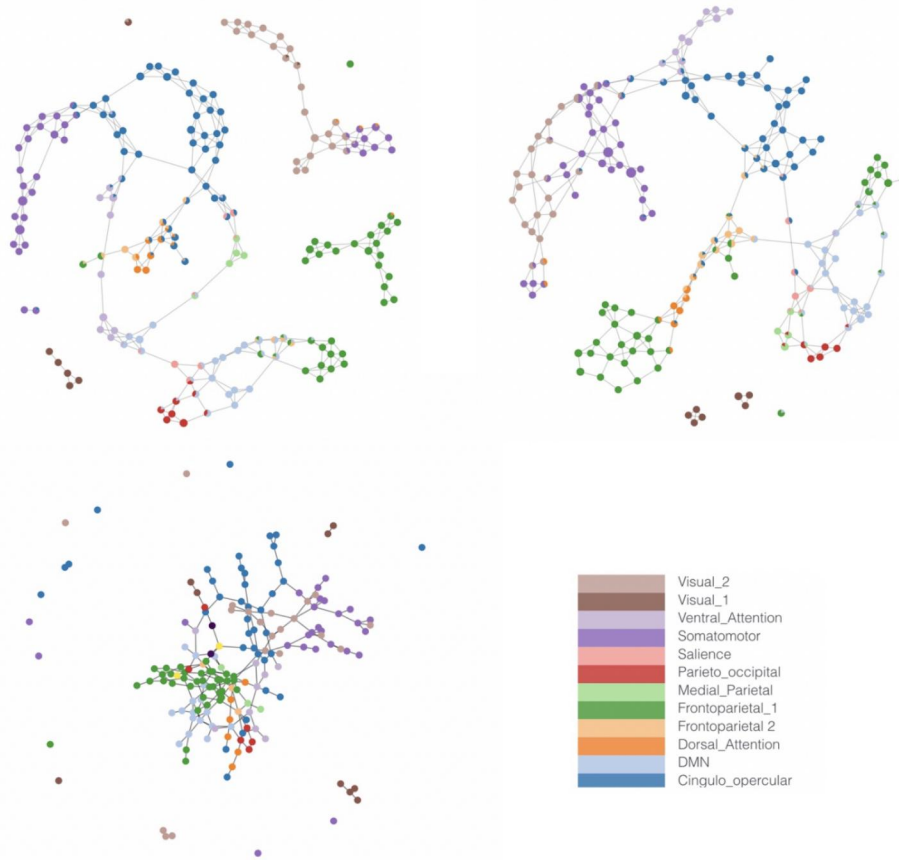 Visual_2
Visual_1
Ventral_Attention
Somatomotor
Salience
Parieto_occipital
Medial_Parietal
Frontoparietal_1
Frontoparietal 2
Dorsal_Attention
DMN
Cingulo_opercular